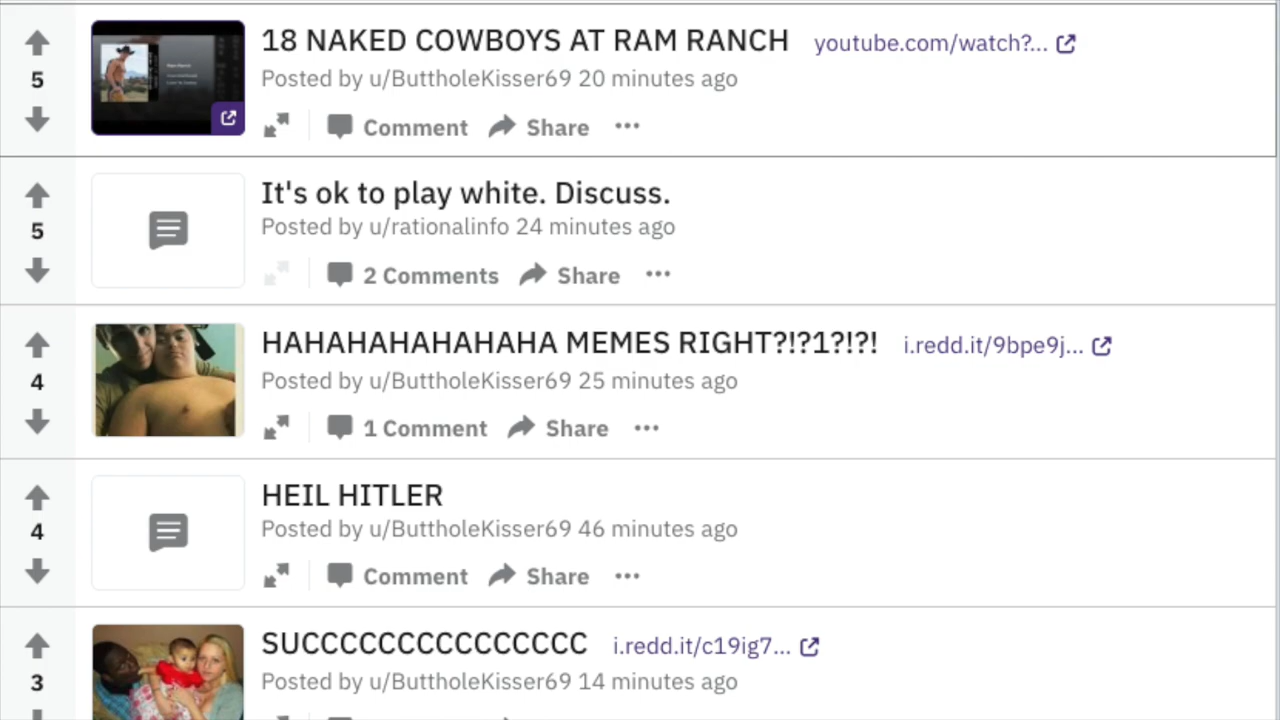 18 NAKED COWBOYS AT RAM RANCH youtube.com/watch?...
5
Posted by u/ButtholeKisser69 20 minutes ago
Comment Share
It's ok to play white. Discuss.
5
Posted by u/rationalinfo 24 minutes ago
2 Comments Share
HAHAHAHAHAHAHA MEMES RIGHT?!?1?!?! i.redd.it/9bpe9j...
4
Posted by u/ButtholeKisser69 25 minutes ago
1 Comment Share
HEIL HITLER
4
Posted by u/ButtholeKisser69 46 minutes ago
Comment Share
SUCCCCCCCCCCCCCCC i.redd.it/c19ig7...
3
Posted by u/ButtholeKisser69 14 minutes ago